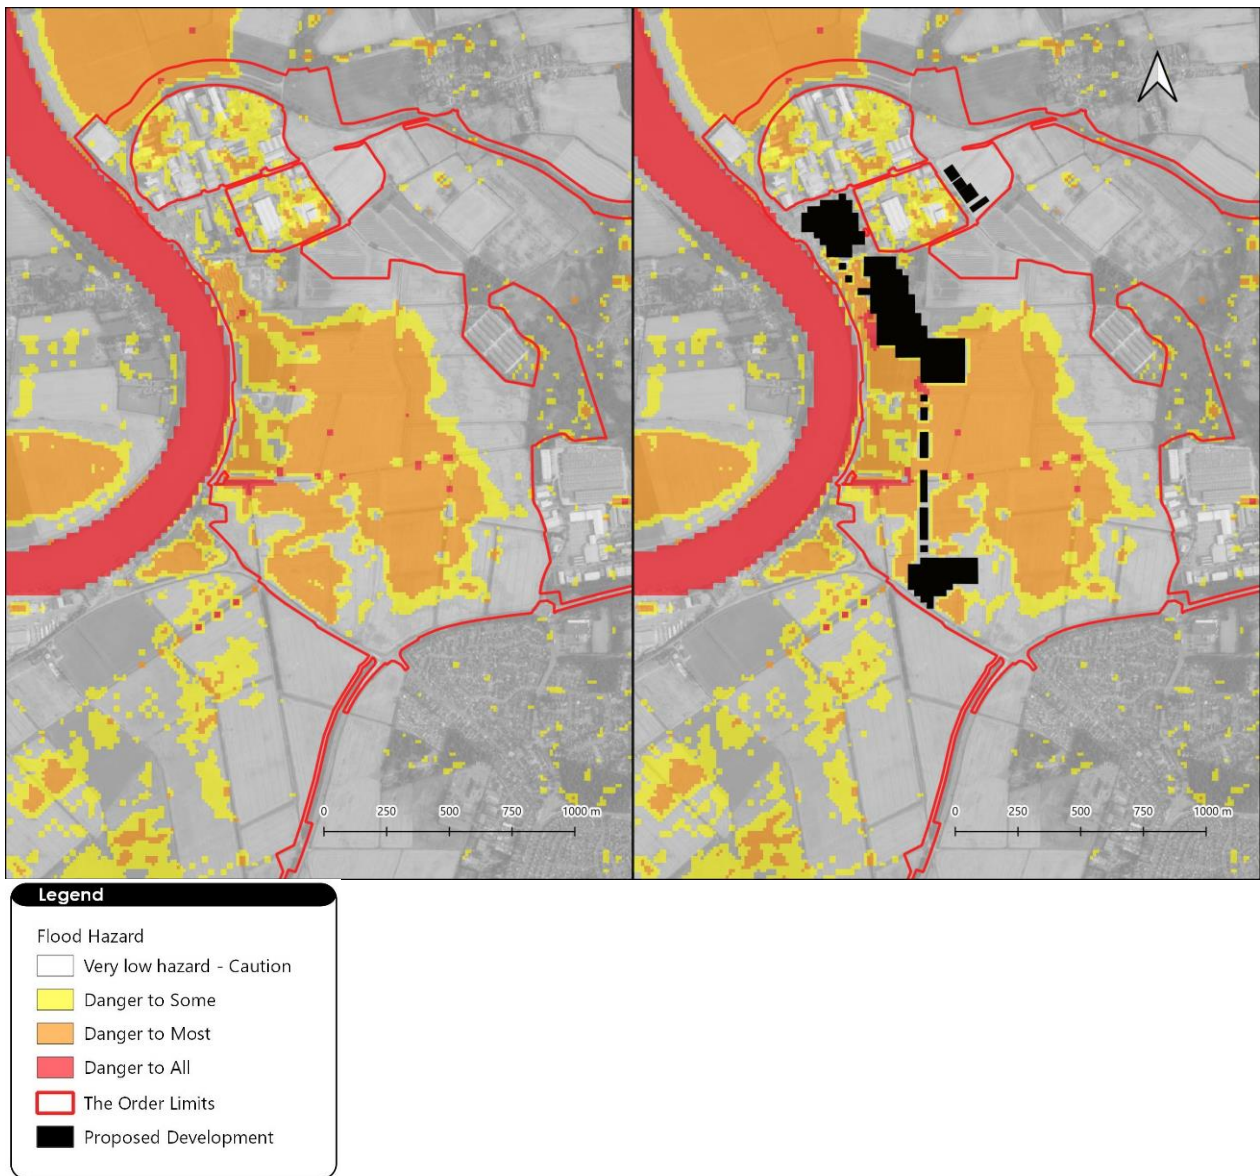 0 250 500 750 1000 m
0 250 500 750 1000 m
Legend
Flood Hazard
Very low hazard - Caution
Danger to Some
Danger to Most
Danger to All
The Order Limits
Proposed Development